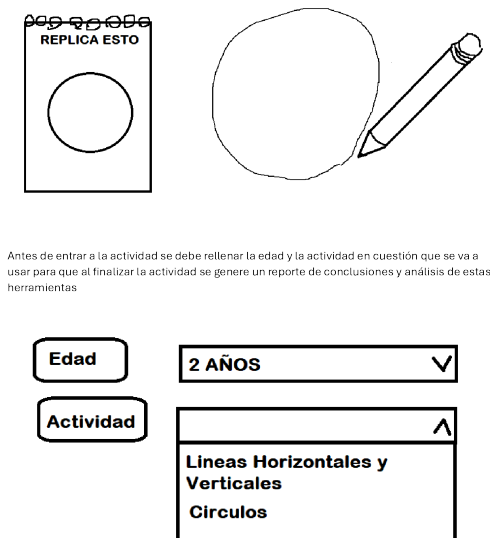 REPLICA ESTO
Antes de entrar a la actividad se debe rellenar la edad y la actividad en cuestión que se va a
usar para que al finalizar la actividad se genere un reporte de conclusiones y análisis de estas
herramientas
Edad
2 AÑOS
Actividad
Lineas Horizontales y
Verticales
Circulos